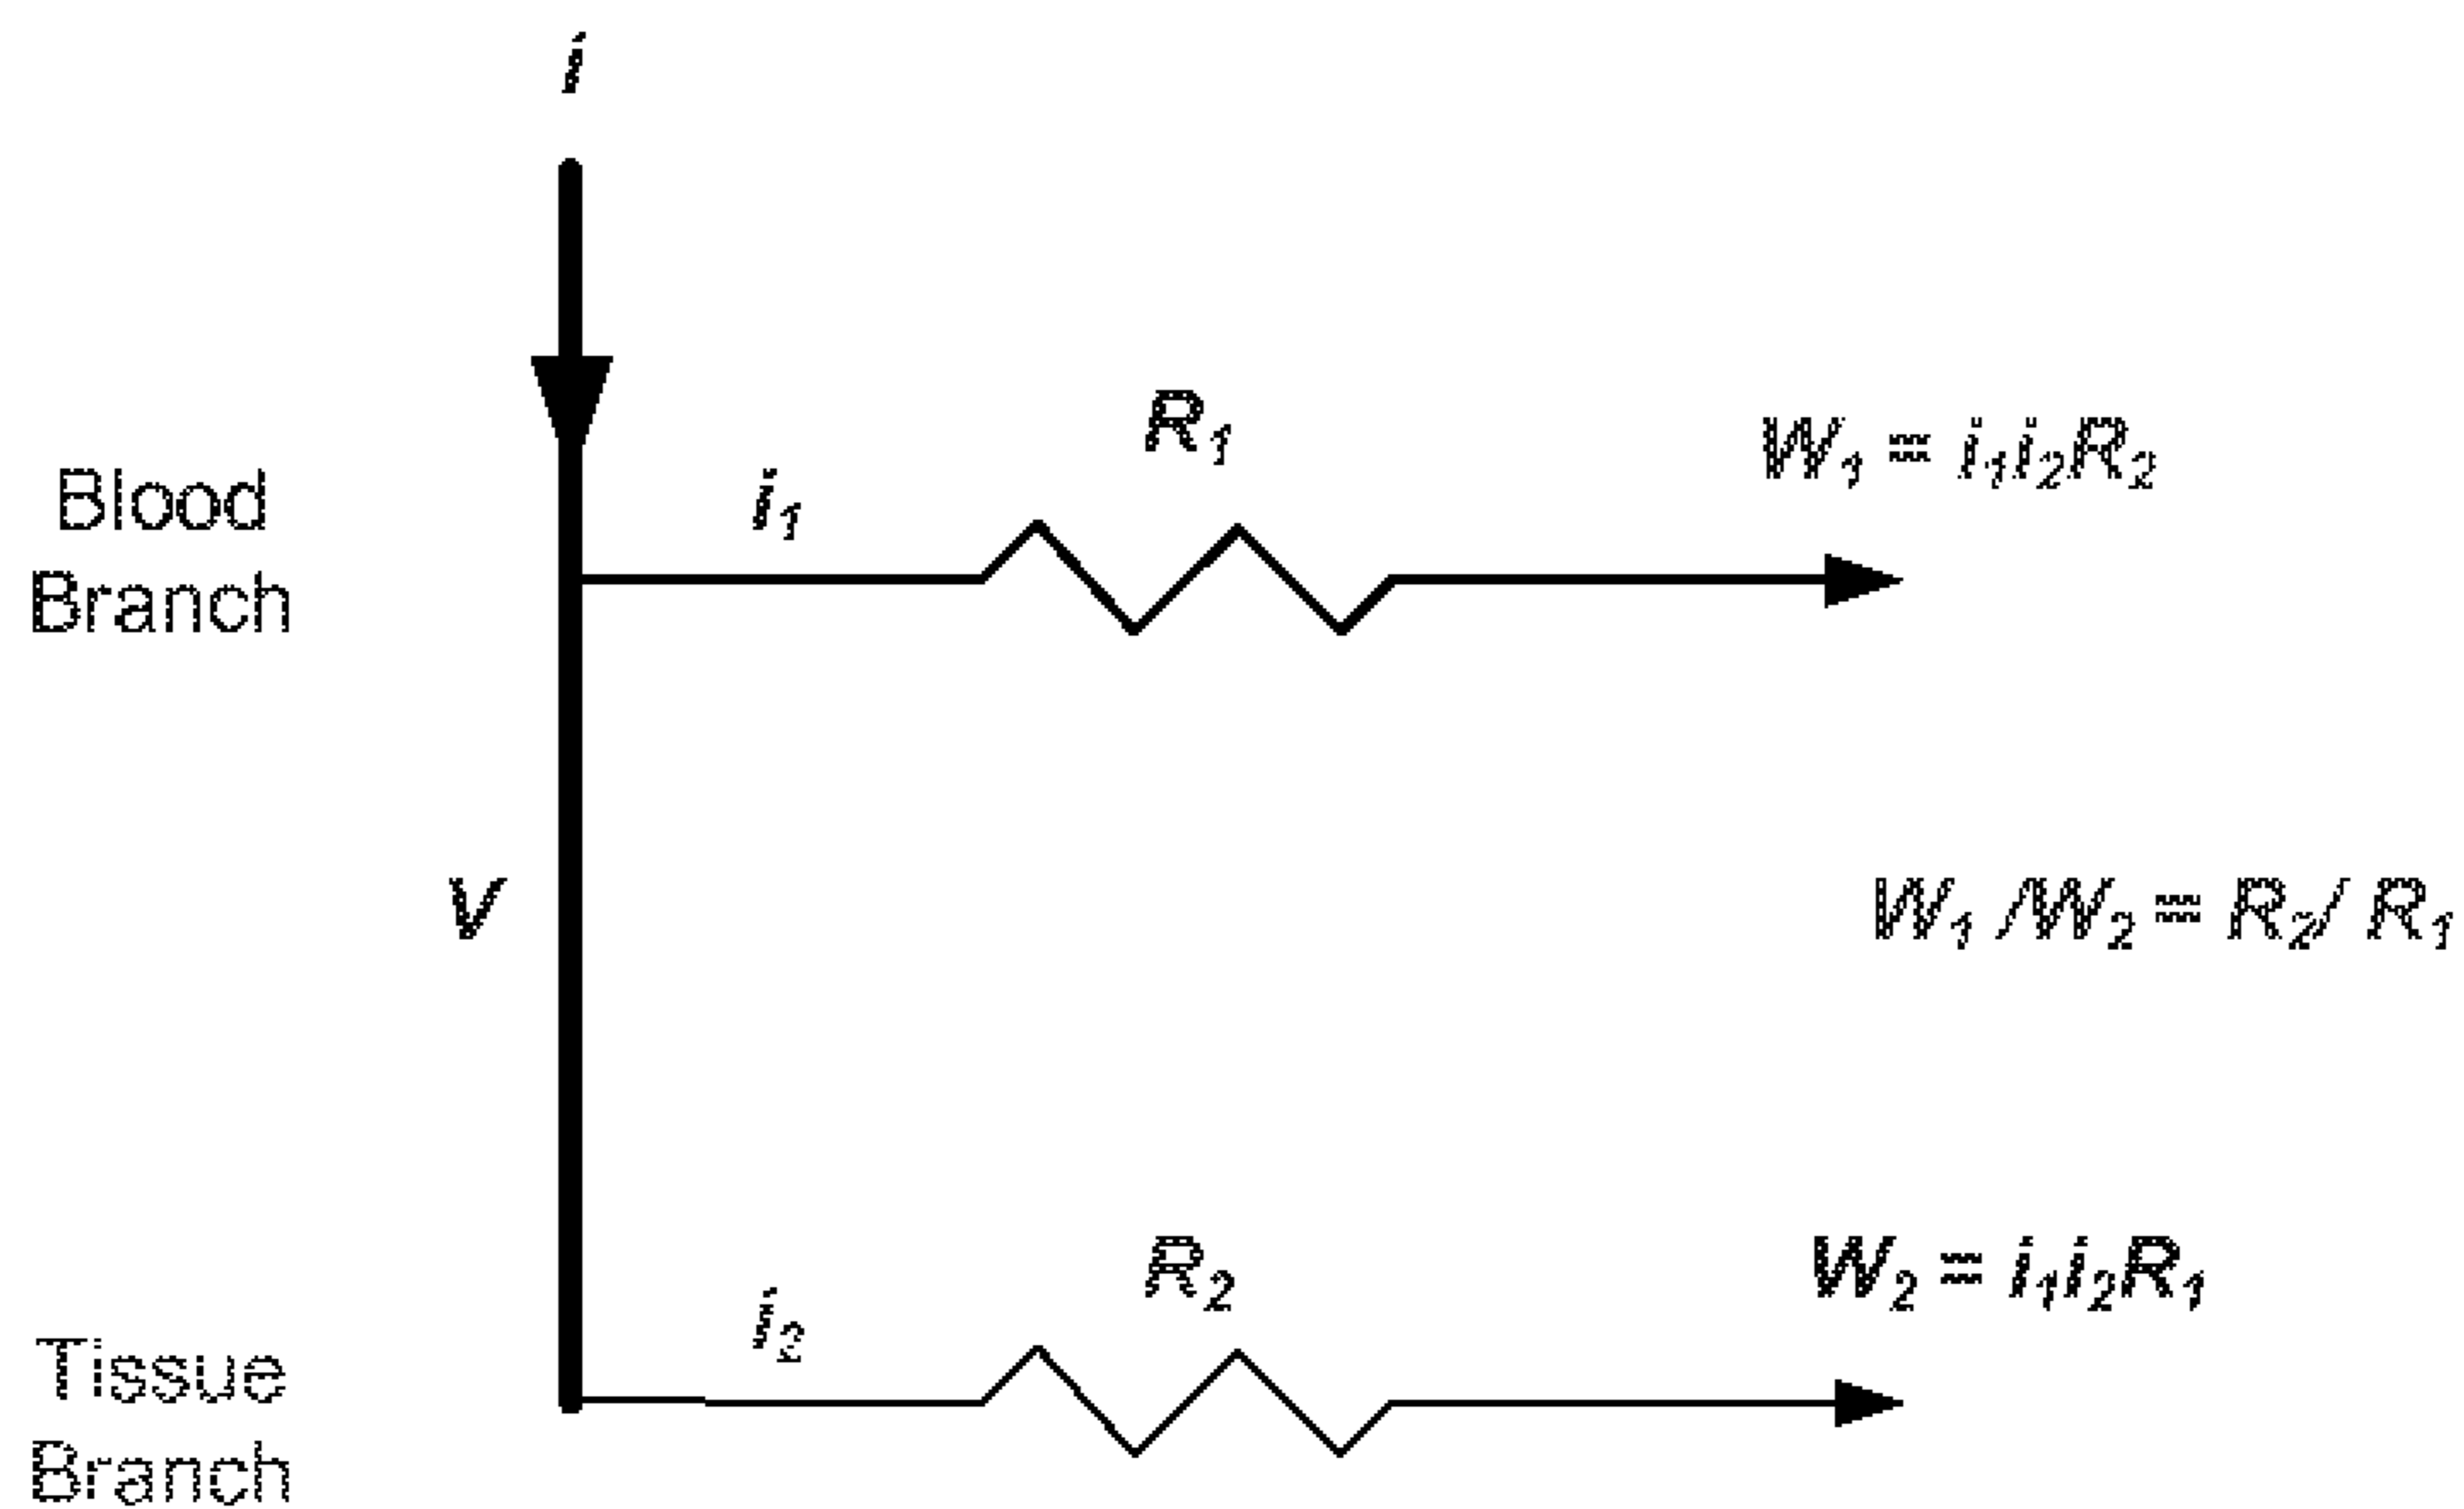 i
R₁
W₁ = i₁i₂R₂
i₁
Blood
Branch
V
W₁ /W₂ = R₂/ R₁
R₂
W₂ = i₁i₂R₁
i₂
Tissue
Branch